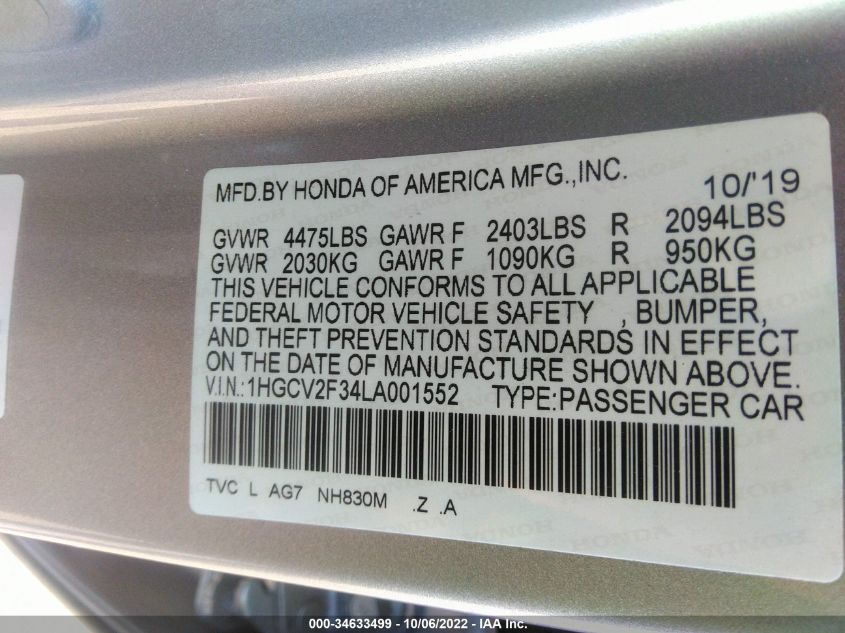 MFD.BY HONDA OF AMERICA MFG.,INC. 10/'19
GVWR 4475LBS GAWR F 2403LBS R 2094LBS
GVWR 2030KG GAWR F 1090KG R 950KG
THIS VEHICLE CONFORMS TO ALL APPLICABLE
FEDERAL MOTOR VEHICLE SAFETY , BUMPER,
AND THEFT PREVENTION STANDARDS IN EFFECT
ON THE DATE OF MANUFACTURE SHOWN ABOVE.
V.I.N.:1HGCV2F34LA001552 TYPE:PASSENGER CAR
TVC L AG7 NH830M .Z .A
000-34633499 - 10/06/2022 - IAA Inc.